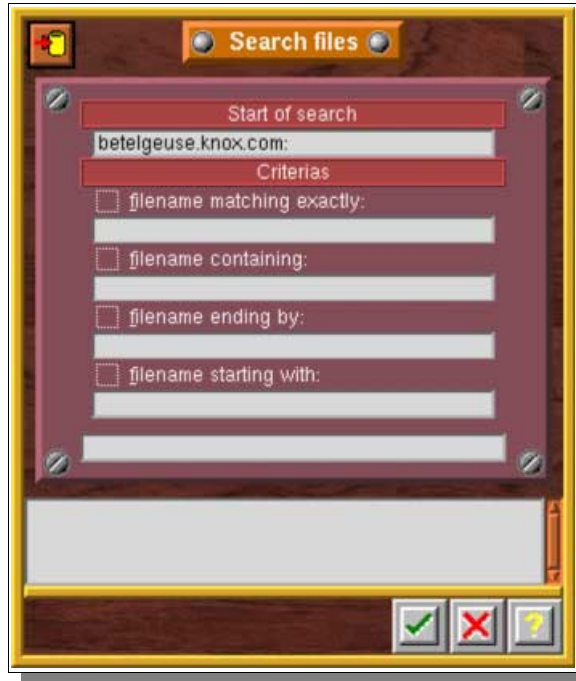 Search files
Start of search
betelgeuse.knox.com:
Criterias
filename matching exactly:
filename containing:
filename ending by:
filename starting with:
?